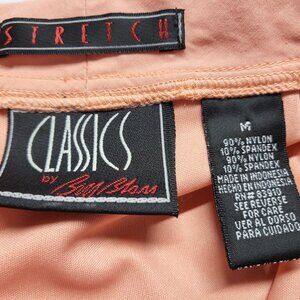 STRETCH
CLASSICS
by Bill Blass
M
90% NYLON
10% SPANDEX
90% NYLON
10% SPANDEX
MADE IN INDONESIA
HECHO EN INDONESIA
RN# 83310
SEE REVERSE
FOR CARE
VER AL DORSO
PARA CUIDADO